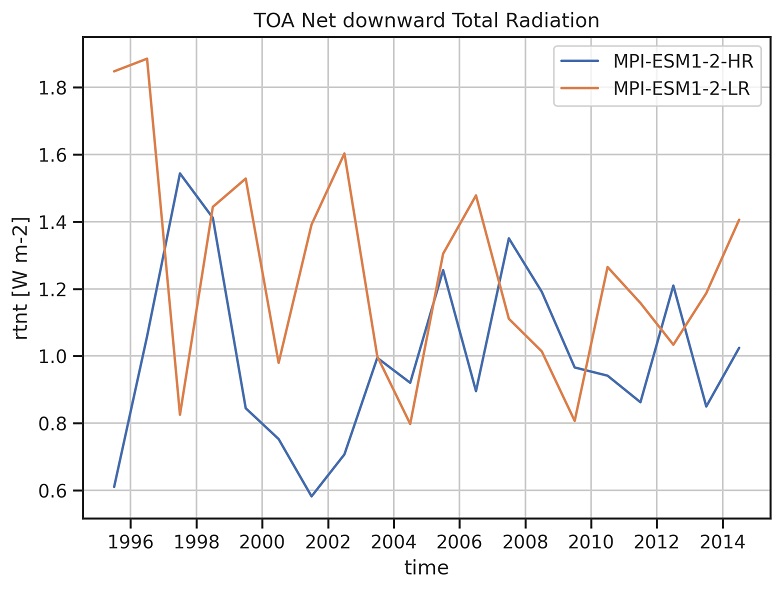 TOA Net downward Total Radiation
MPI-ESM1-2-HR
MPI-ESM1-2-LR
1.8
1.6
1.4
1.2
1.0
0.8
0.6
rtnt [W m-2]
1996 1998 2000 2002 2004 2006 2008 2010 2012 2014
time